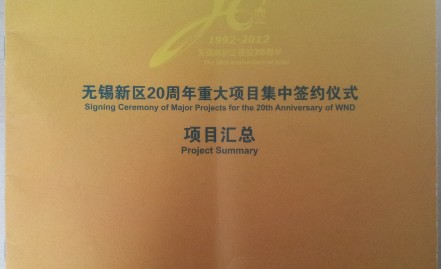 1992-2012
无锡新区20周年重大项目集中签约仪式
Signing Ceremony of Major Projects for the 20th Anniversary of WND
项目汇总
Project Summary